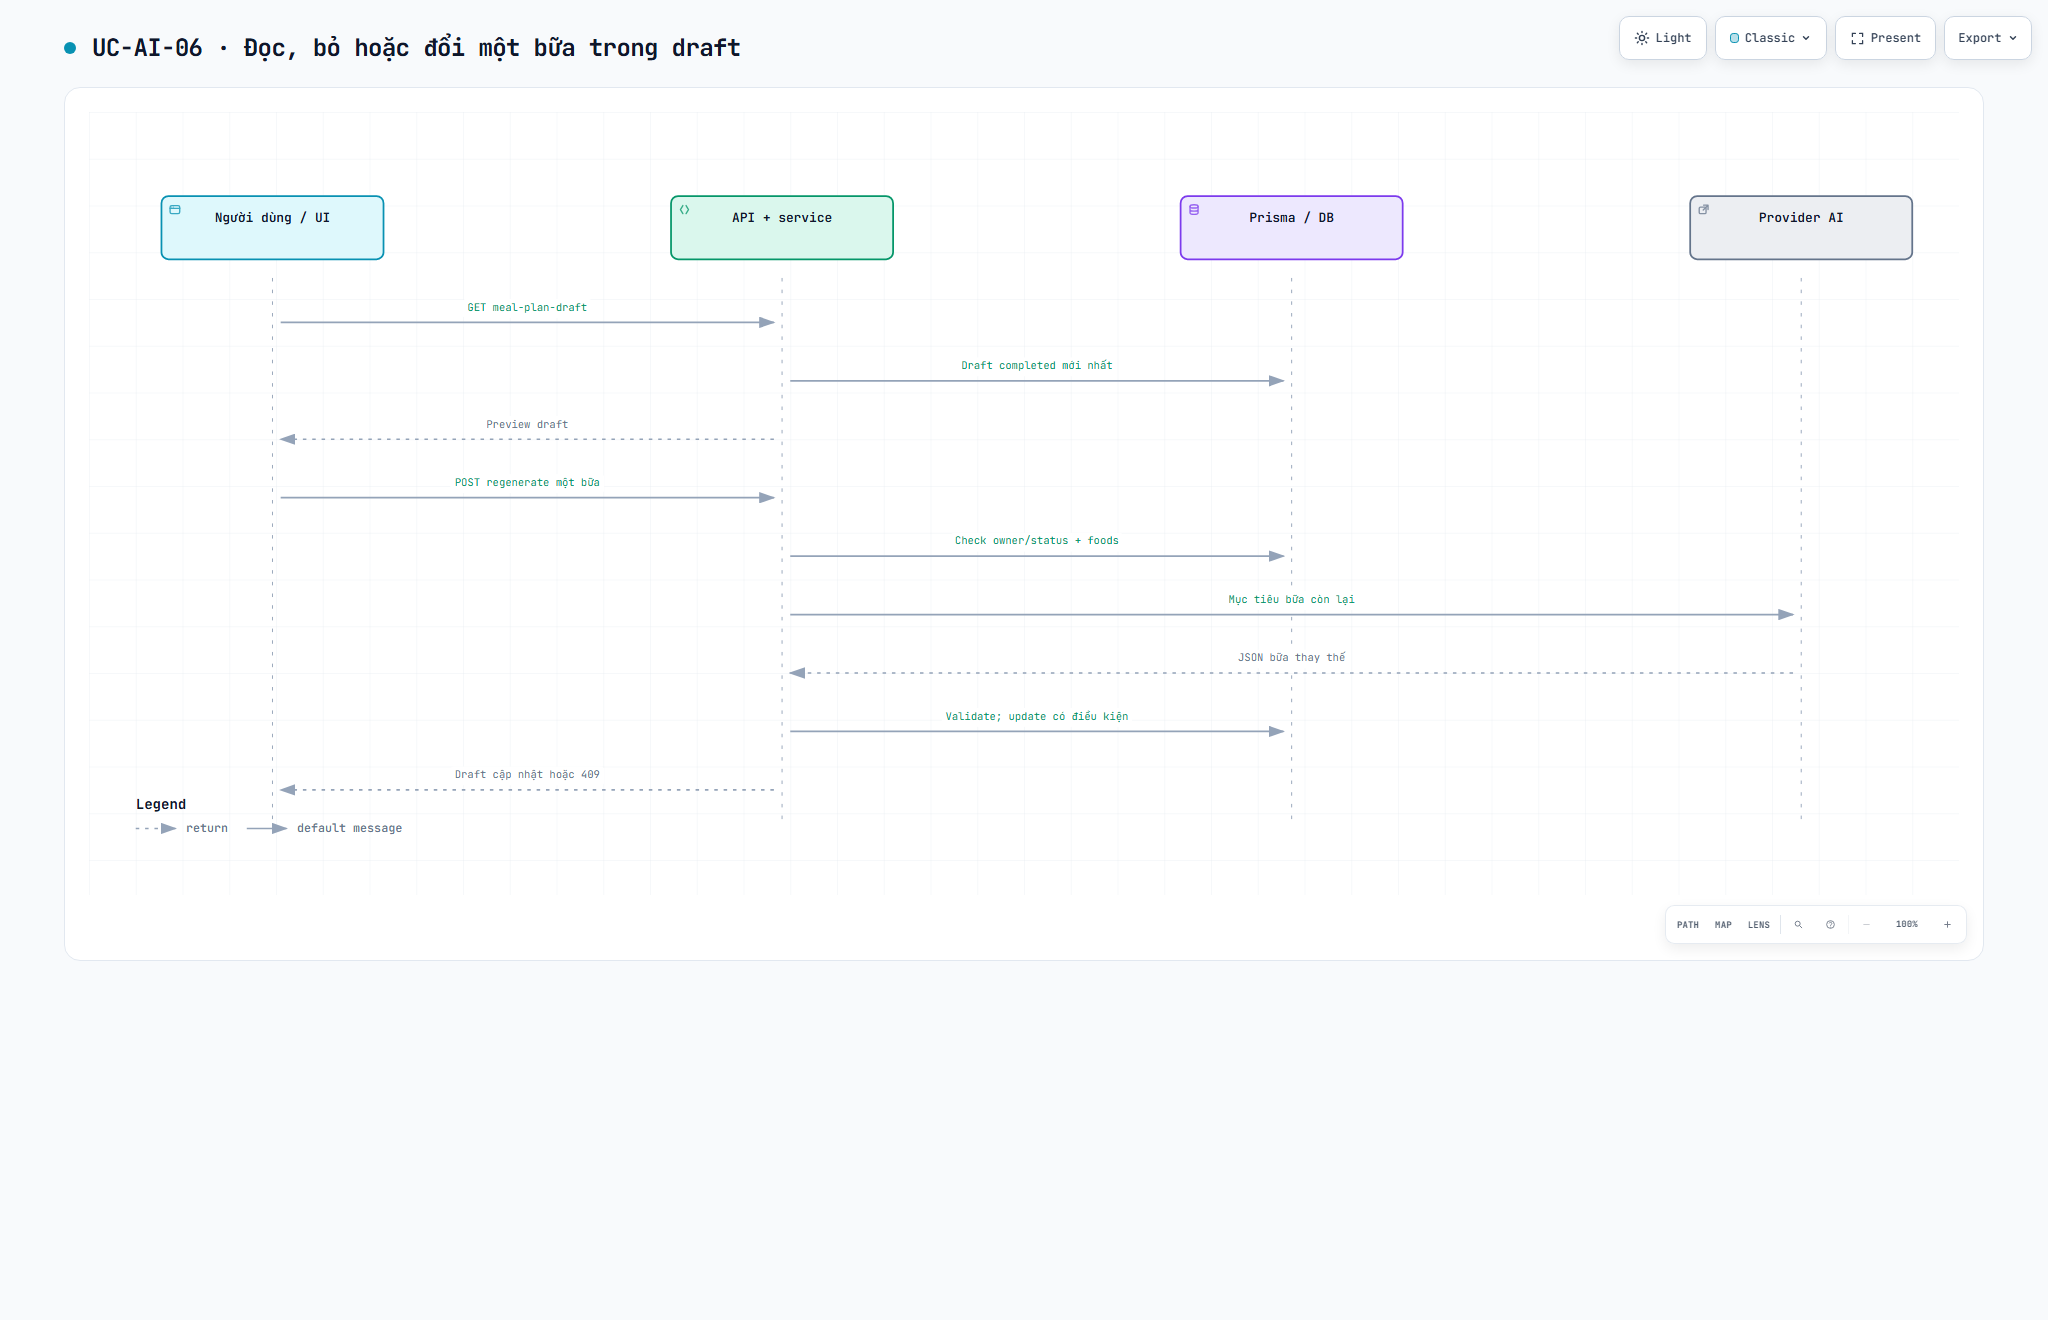 UC-AI-06 · Đọc, bỏ hoặc đổi một bữa trong draft
Light
Classic
Present
Export
Người dùng / UI
API + service
Prisma / DB
Provider AI
GET meal-plan-draft
Draft completed mới nhất
Preview draft
POST regenerate một bữa
Check owner/status + foods
Mục tiêu bữa còn lại
JSON bữa thay thế
Validate; update có điều kiện
Draft cập nhật hoặc 409
Legend
return
default message
PATH
MAP
LENS
100%